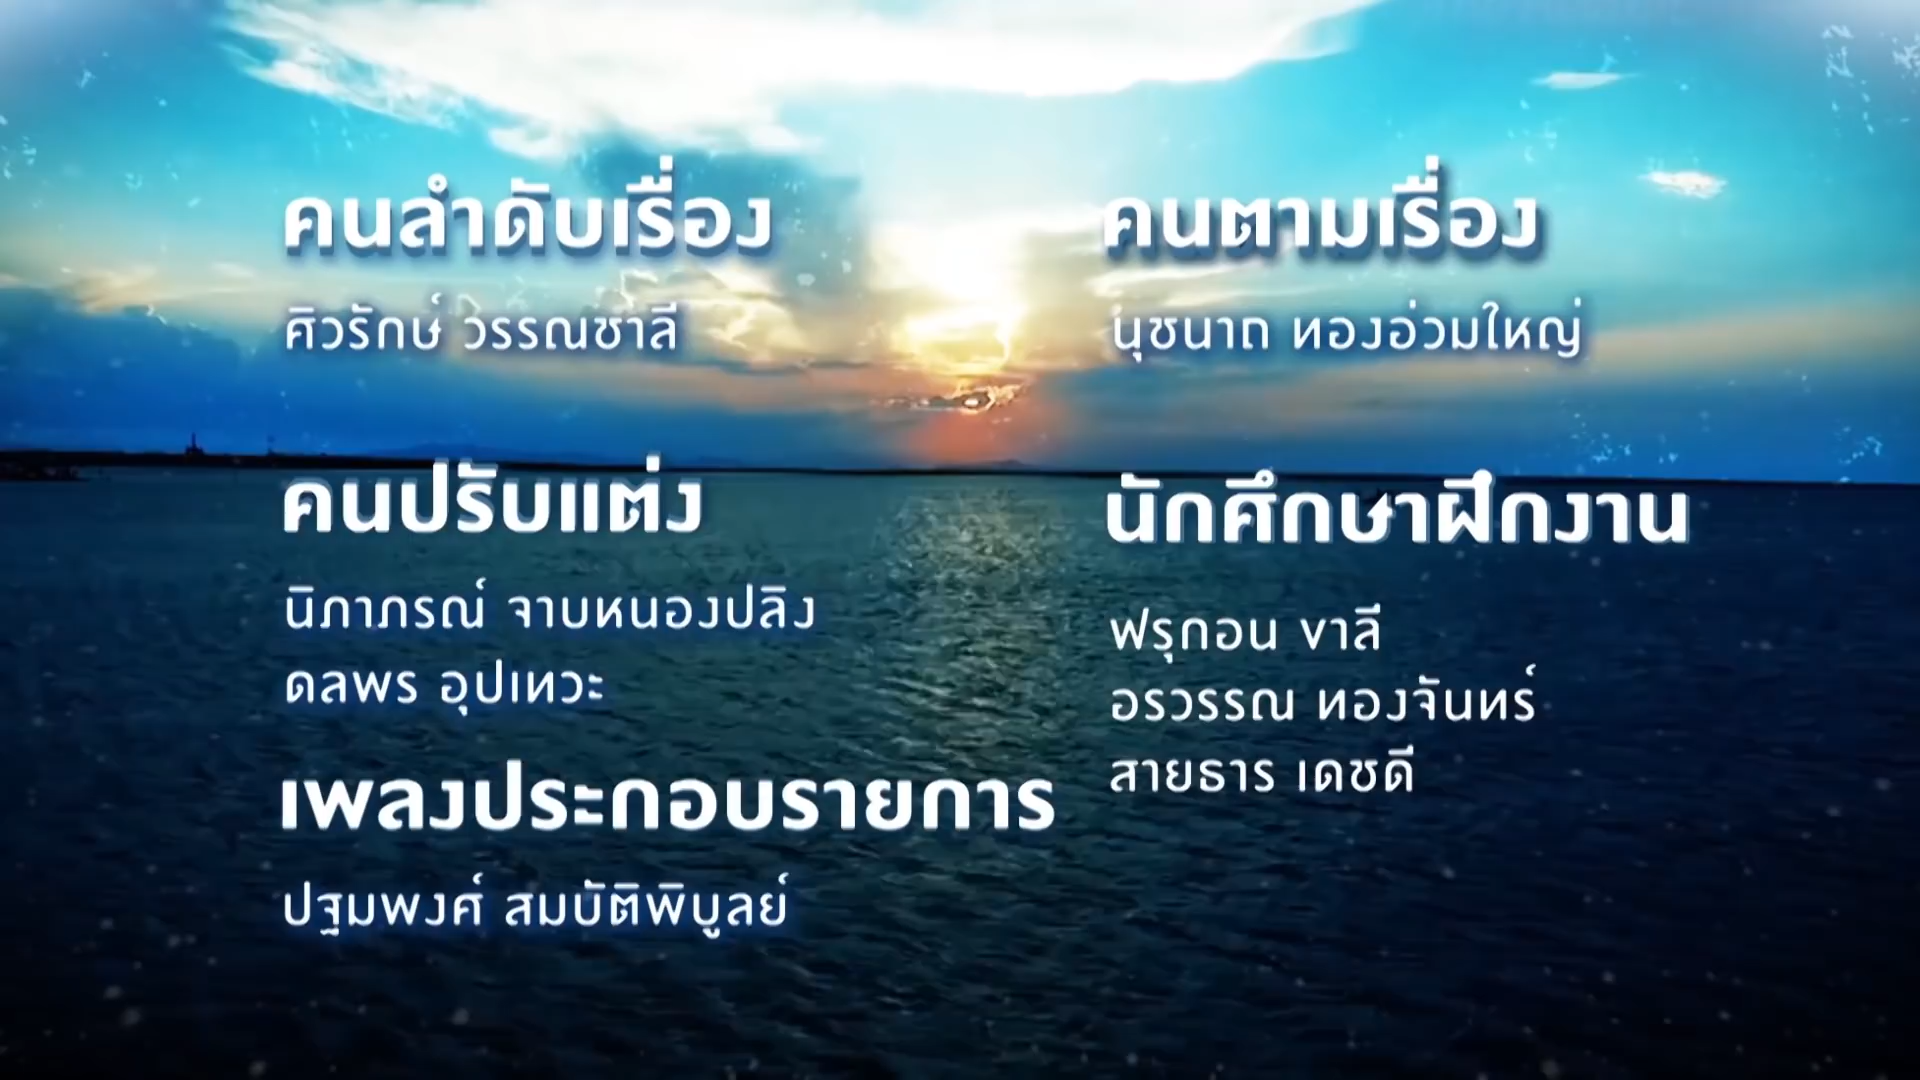 คนลำดับเรื่อง
ศิวรักษ์ วรรณชาลี
คนปรับแต่ง
นิภาภรณ์ จาบหนองปลิง
ดลพร อุปเทวะ
เพลงประกอบรายการ
ปฐมพงศ์ สมบัติพิบูลย์
คนตามเรื่อง
นุชนาถ ทองอ่วมใหญ่
นักศึกษาฝึกงาน
ฟรุกอน ขาลี
อรวรรณ ทองจันทร์
สายธาร เดชดี